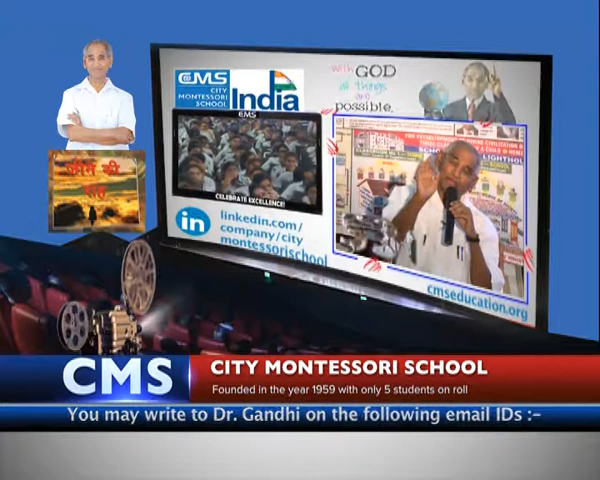 CMS
CITY
MONTESSORI
SCHOOL
India
with GOD
all things
are
possible.
CMS
CELEBRATE EXCELLENCE!
linkedin.com/
company/city
montessorischool
in
cmseducation.org
जीने की
राह
CMS
CITY MONTESSORI SCHOOL
Founded in the year 1959 with only 5 students on roll
You may write to Dr. Gandhi on the following email IDs :-